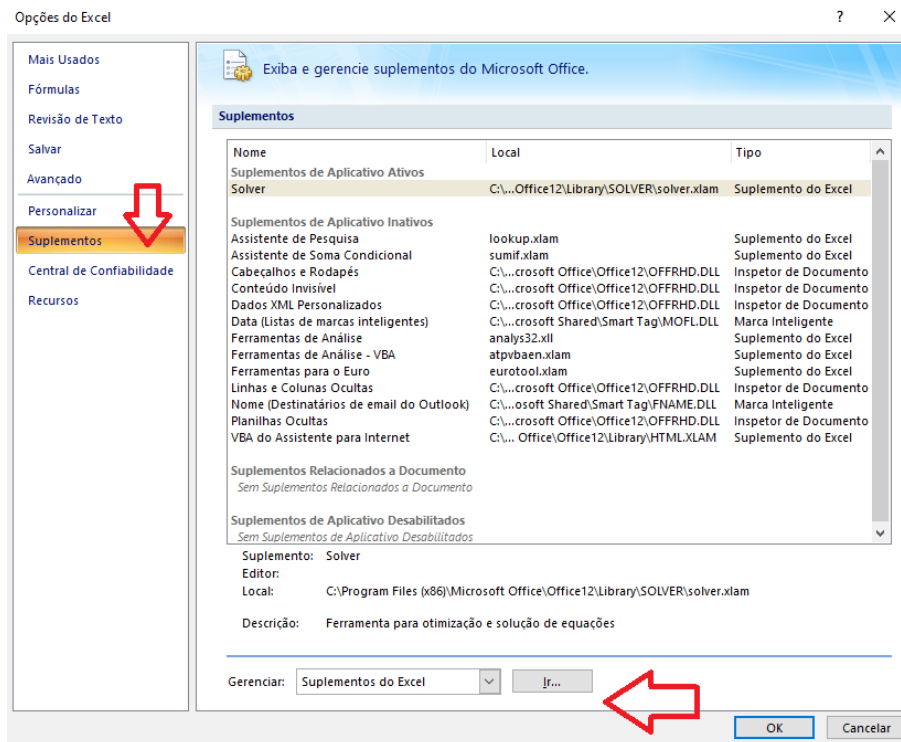 Opções do Excel ? ×
Mais Usados
Fórmulas
Revisão de Texto
Salvar
Avançado
Personalizar
Suplementos
Central de Confiabilidade
Recursos
Exiba e gerencie suplementos do Microsoft Office.
Suplementos
Nome Local Tipo
Suplementos de Aplicativo Ativos
Solver C:\...Office12\Library\SOLVER\solver.xlam Suplemento do Excel
Suplementos de Aplicativo Inativos
Assistente de Pesquisa lookup.xlam Suplemento do Excel
Assistente de Soma Condicional sumif.xlam Suplemento do Excel
Cabeçalhos e Rodapés C:\...crosoft Office\Office12\OFFRHD.DLL Inspetor de Documento
Conteúdo Invisível C:\...crosoft Office\Office12\OFFRHD.DLL Inspetor de Documento
Dados XML Personalizados C:\...crosoft Office\Office12\OFFRHD.DLL Inspetor de Documento
Data (Listas de marcas inteligentes) C:\...crosoft Shared\Smart Tag\MOFL.DLL Marca Inteligente
Ferramentas de Análise analys32.xll Suplemento do Excel
Ferramentas de Análise - VBA atpvbaen.xlam Suplemento do Excel
Ferramentas para o Euro eurotool.xlam Suplemento do Excel
Linhas e Colunas Ocultas C:\...crosoft Office\Office12\OFFRHD.DLL Inspetor de Documento
Nome (Destinatários de email do Outlook) C:\...osoft Shared\Smart Tag\FNAME.DLL Marca Inteligente
Planilhas Ocultas C:\...crosoft Office\Office12\OFFRHD.DLL Inspetor de Documento
VBA do Assistente para Internet C:\... Office\Office12\Library\HTML.XLAM Suplemento do Excel
Suplementos Relacionados a Documento
Sem Suplementos Relacionados a Documento
Suplementos de Aplicativo Desabilitados
Sem Suplementos de Aplicativo Desabilitados
Suplemento: Solver
Editor:
Local: C:\Program Files (x86)\Microsoft Office\Office12\Library\SOLVER\solver.xlam
Descrição: Ferramenta para otimização e solução de equações
Gerenciar: Suplementos do Excel Ir...
OK Cancelar